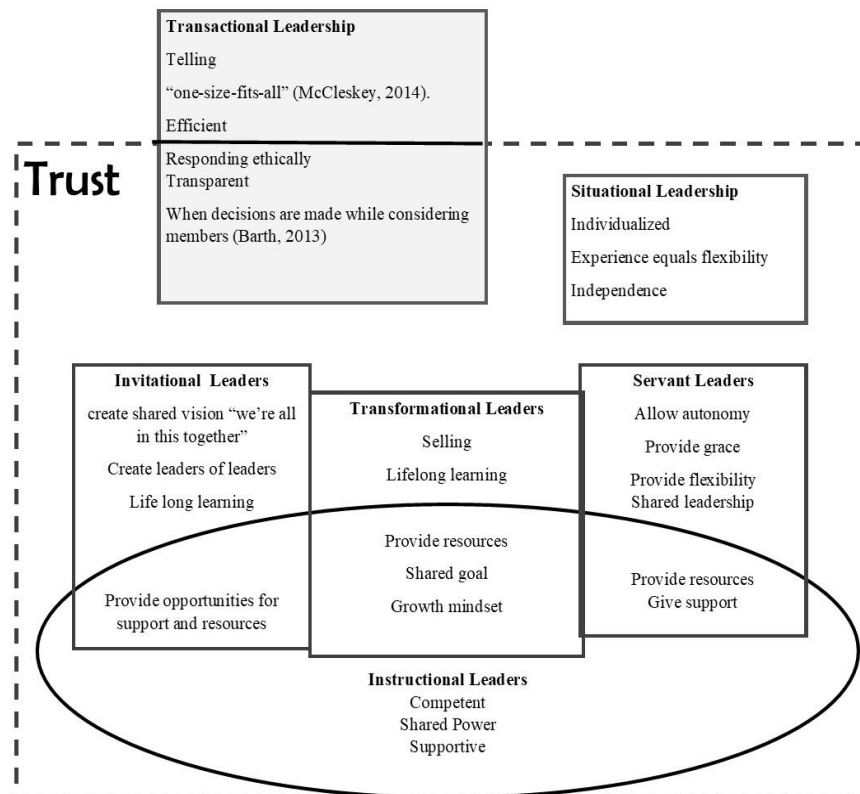 Transactional Leadership
Telling
“one-size-fits-all” (McCleskey, 2014).
Efficient
Responding ethically
Transparent
When decisions are made while considering
members (Barth, 2013)
Trust
Situational Leadership
Individualized
Experience equals flexibility
Independence
Invitational Leaders
create shared vision “we’re all
in this together”
Create leaders of leaders
Life long learning
Provide opportunities for
support and resources
Transformational Leaders
Selling
Lifelong learning
Provide resources
Shared goal
Growth mindset
Servant Leaders
Allow autonomy
Provide grace
Provide flexibility
Shared leadership
Provide resources
Give support
Instructional Leaders
Competent
Shared Power
Supportive